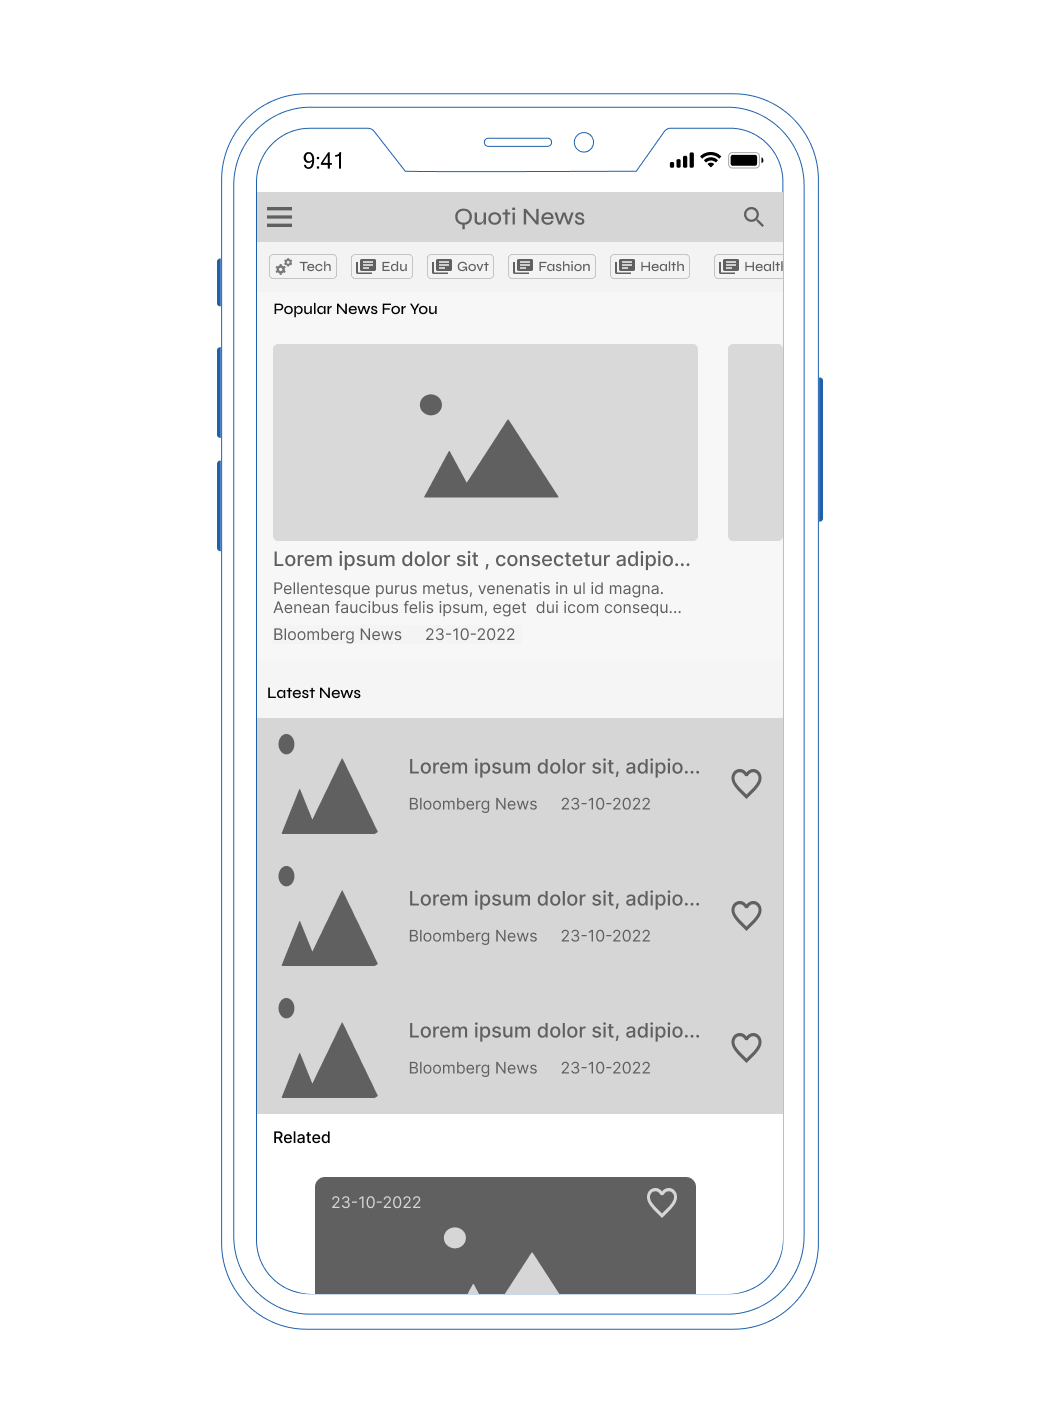 9:41
Quoti News
Tech Edu Govt Fashion Health Healt
Popular News For You
Lorem ipsum dolor sit , consectetur adipio...
Pellentesque purus metus, venenatis in ul id magna.
Aenean faucibus felis ipsum, eget dui icom consequ...
Bloomberg News 23-10-2022
Latest News
Lorem ipsum dolor sit, adipio...
Bloomberg News 23-10-2022
Lorem ipsum dolor sit, adipio...
Bloomberg News 23-10-2022
Lorem ipsum dolor sit, adipio...
Bloomberg News 23-10-2022
Related
23-10-2022